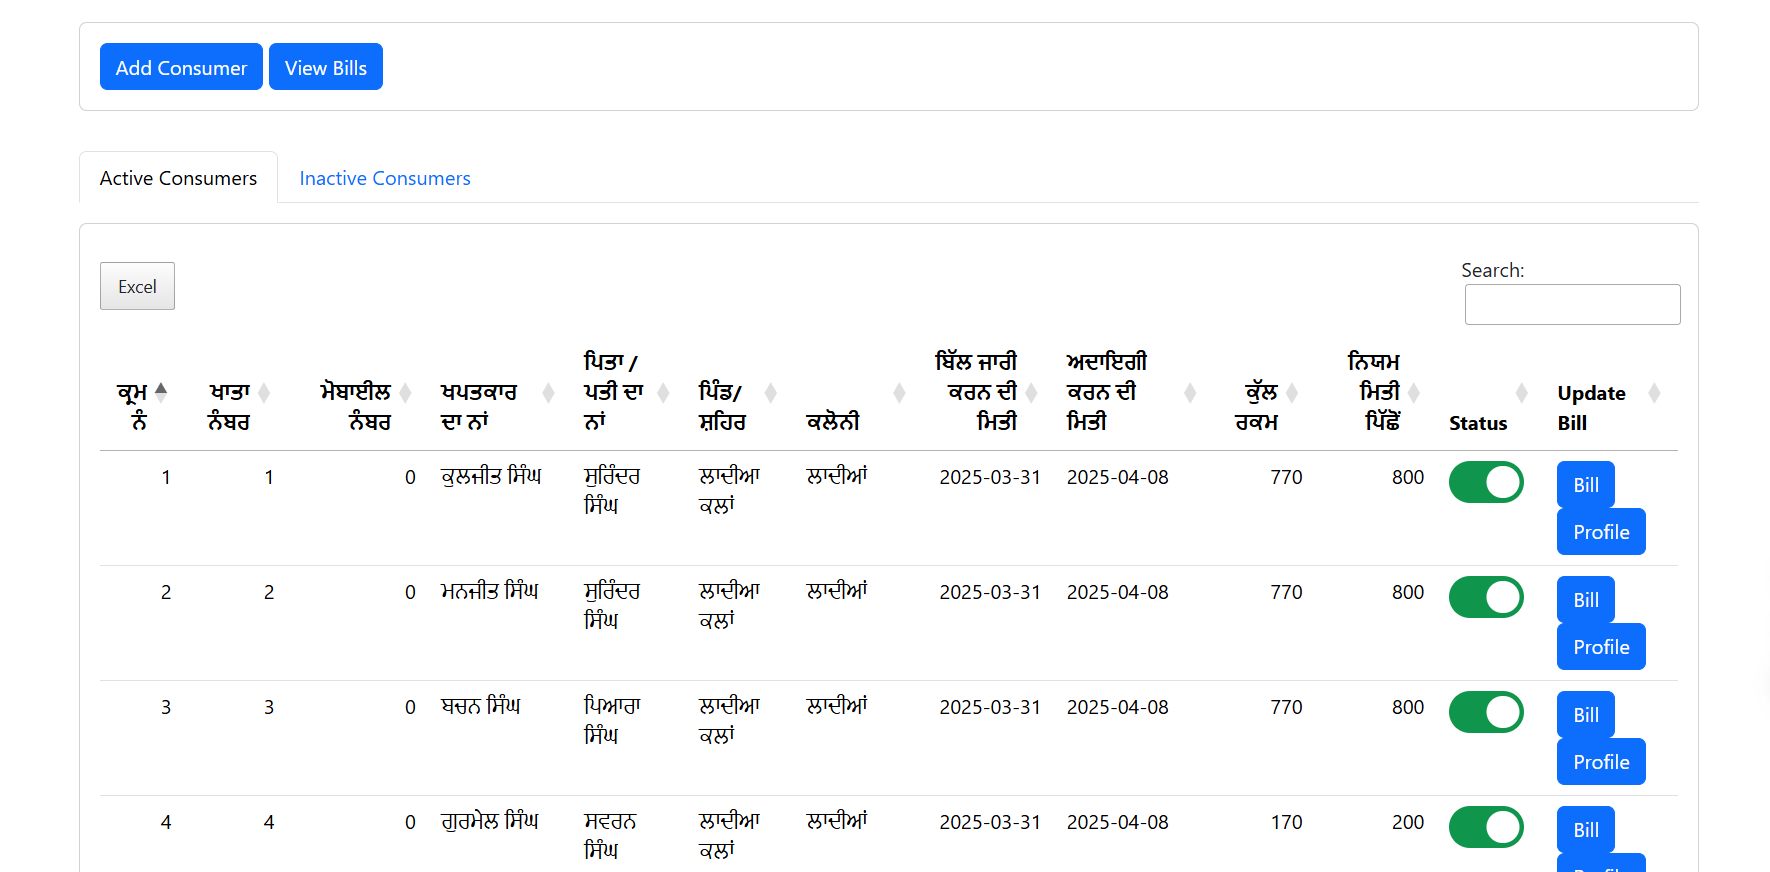 Add Consumer View Bills
Active Consumers Inactive Consumers
Excel
Search:
ਕ੍ਰਮ ਨੰ
ਖਾਤਾ ਨੰਬਰ
ਮੋਬਾਈਲ ਨੰਬਰ
ਖਪਤਕਾਰ ਦਾ ਨਾਂ
ਪਿਤਾ / ਪਤੀ ਦਾ ਨਾਂ
ਪਿੰਡ/ ਸ਼ਹਿਰ
ਕਲੋਨੀ
ਬਿੱਲ ਜਾਰੀ ਕਰਨ ਦੀ ਮਿਤੀ
ਅਦਾਇਗੀ ਕਰਨ ਦੀ ਮਿਤੀ
ਕੁੱਲ ਰਕਮ
ਨਿਯਮ ਮਿਤੀ ਪਿੱਛੋਂ
Status
Update Bill
1 1 0 ਕੁਲਜੀਤ ਸਿੰਘ ਸੁਰਿੰਦਰ ਸਿੰਘ ਲਾਦੀਆ ਕਲਾਂ ਲਾਦੀਆਂ 2025-03-31 2025-04-08 770 800 Bill
Profile
2 2 0 ਮਨਜੀਤ ਸਿੰਘ ਸੁਰਿੰਦਰ ਸਿੰਘ ਲਾਦੀਆ ਕਲਾਂ ਲਾਦੀਆਂ 2025-03-31 2025-04-08 770 800 Bill
Profile
3 3 0 ਬਚਨ ਸਿੰਘ ਪਿਆਰਾ ਸਿੰਘ ਲਾਦੀਆ ਕਲਾਂ ਲਾਦੀਆਂ 2025-03-31 2025-04-08 770 800 Bill
Profile
4 4 0 ਗੁਰਮੇਲ ਸਿੰਘ ਸਵਰਨ ਸਿੰਘ ਲਾਦੀਆ ਕਲਾਂ ਲਾਦੀਆਂ 2025-03-31 2025-04-08 170 200 Bill